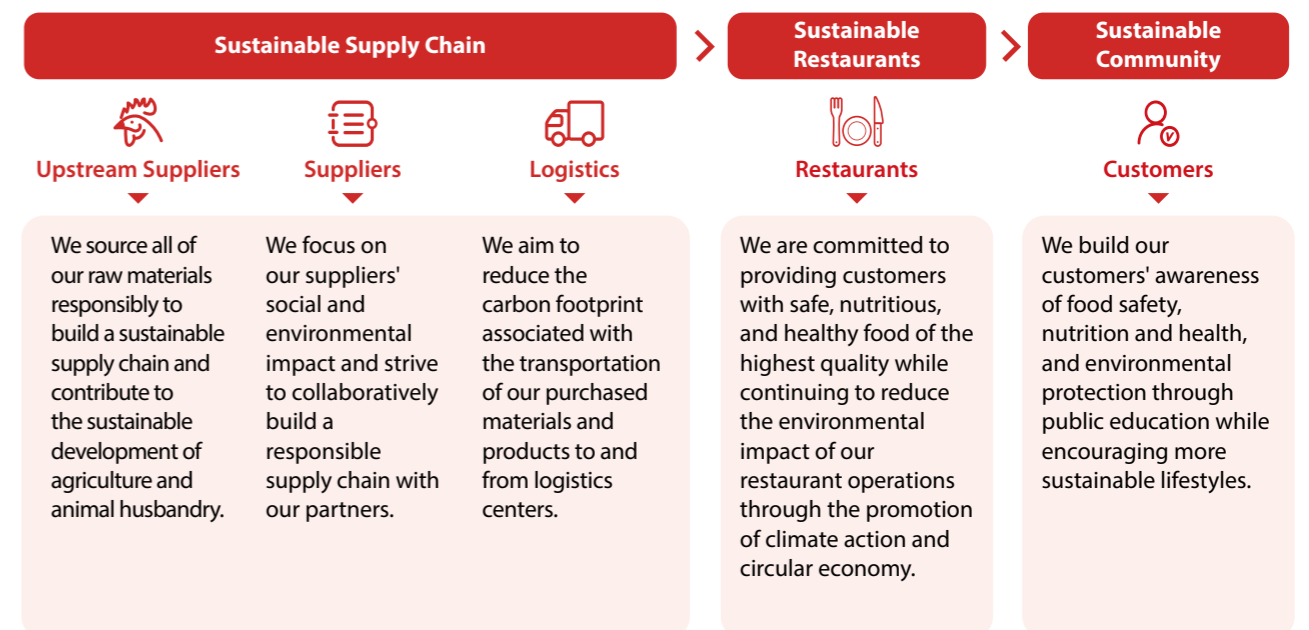 Sustainable Supply Chain
Sustainable
Restaurants
Sustainable
Community
Upstream Suppliers
We source all of
our raw materials
responsibly to
build a sustainable
supply chain and
contribute to
the sustainable
development of
agriculture and
animal husbandry.
Suppliers
We focus on
our suppliers'
social and
environmental
impact and strive
to collaboratively
build a
responsible
supply chain with
our partners.
Logistics
We aim to
reduce the
carbon footprint
associated with
the transportation
of our purchased
materials and
products to and
from logistics
centers.
Restaurants
We are committed to
providing customers
with safe, nutritious,
and healthy food of the
highest quality while
continuing to reduce
the environmental
impact of our
restaurant operations
through the promotion
of climate action and
circular economy.
Customers
We build our
customers' awareness
of food safety,
nutrition and health,
and environmental
protection through
public education while
encouraging more
sustainable lifestyles.